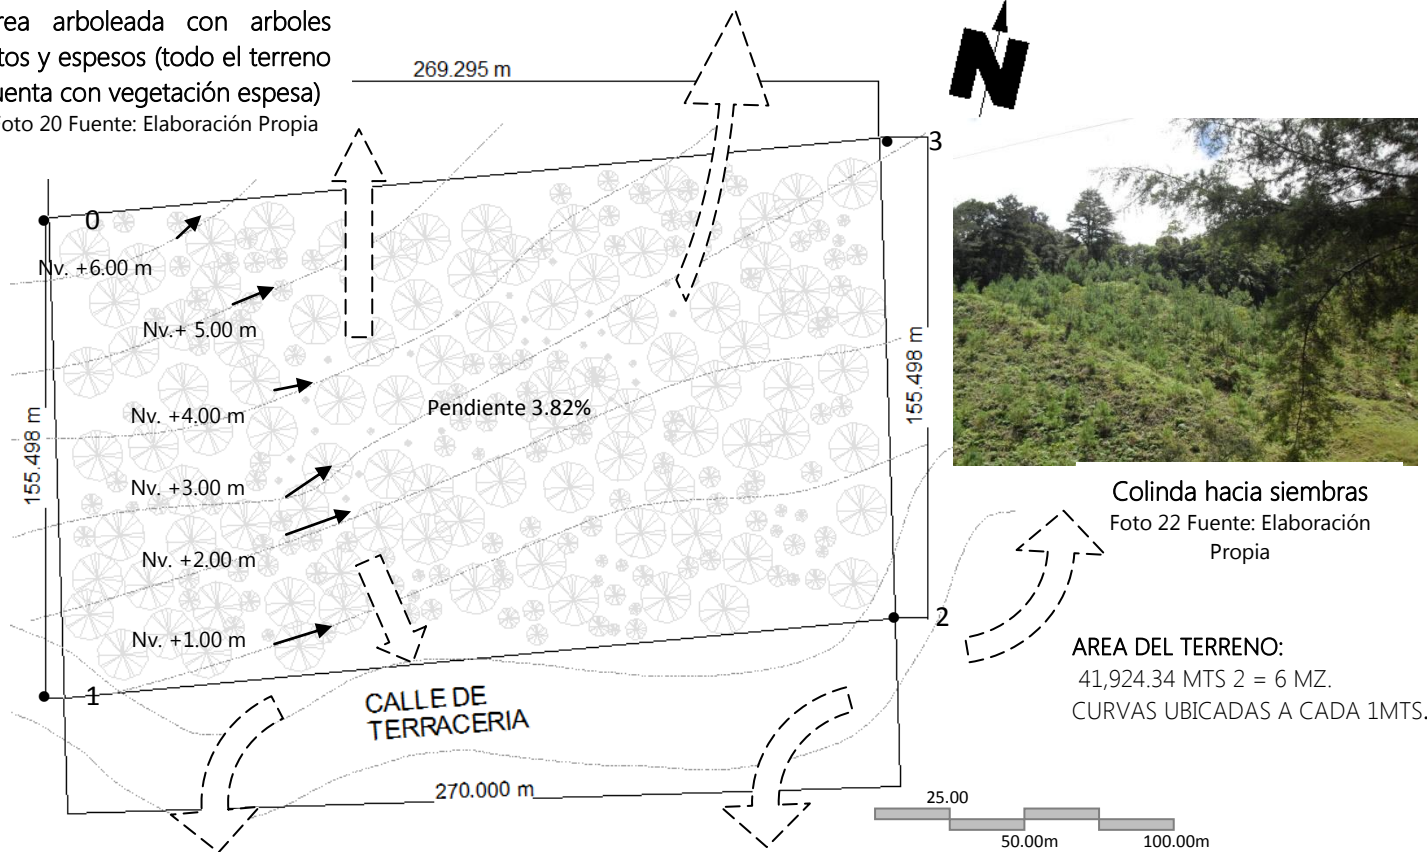 rea arboleada con arboles
tos y espesos (todo el terreno
uenta con vegetación espesa)
oto 20 Fuente: Elaboración Propia
269.295 m
N
3
0
Nv. +6.00 m
Nv.+ 5.00 m
155.498 m
Nv. +4.00 m
Pendiente 3.82%
155.498 m
Nv. +3.00 m
Nv. +2.00 m
Nv. +1.00 m
2
1
CALLE DE
TERRACERIA
270.000 m
Colinda hacia siembras
Foto 22 Fuente: Elaboración
Propia
AREA DEL TERRENO:
41,924.34 MTS 2 = 6 MZ.
CURVAS UBICADAS A CADA 1MTS.
25.00
50.00m
100.00m